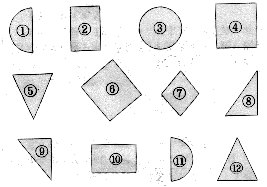 ① ② ③ ④
⑤ ⑥ ⑦ ⑧
⑨ ⑩ ⑪ ⑫